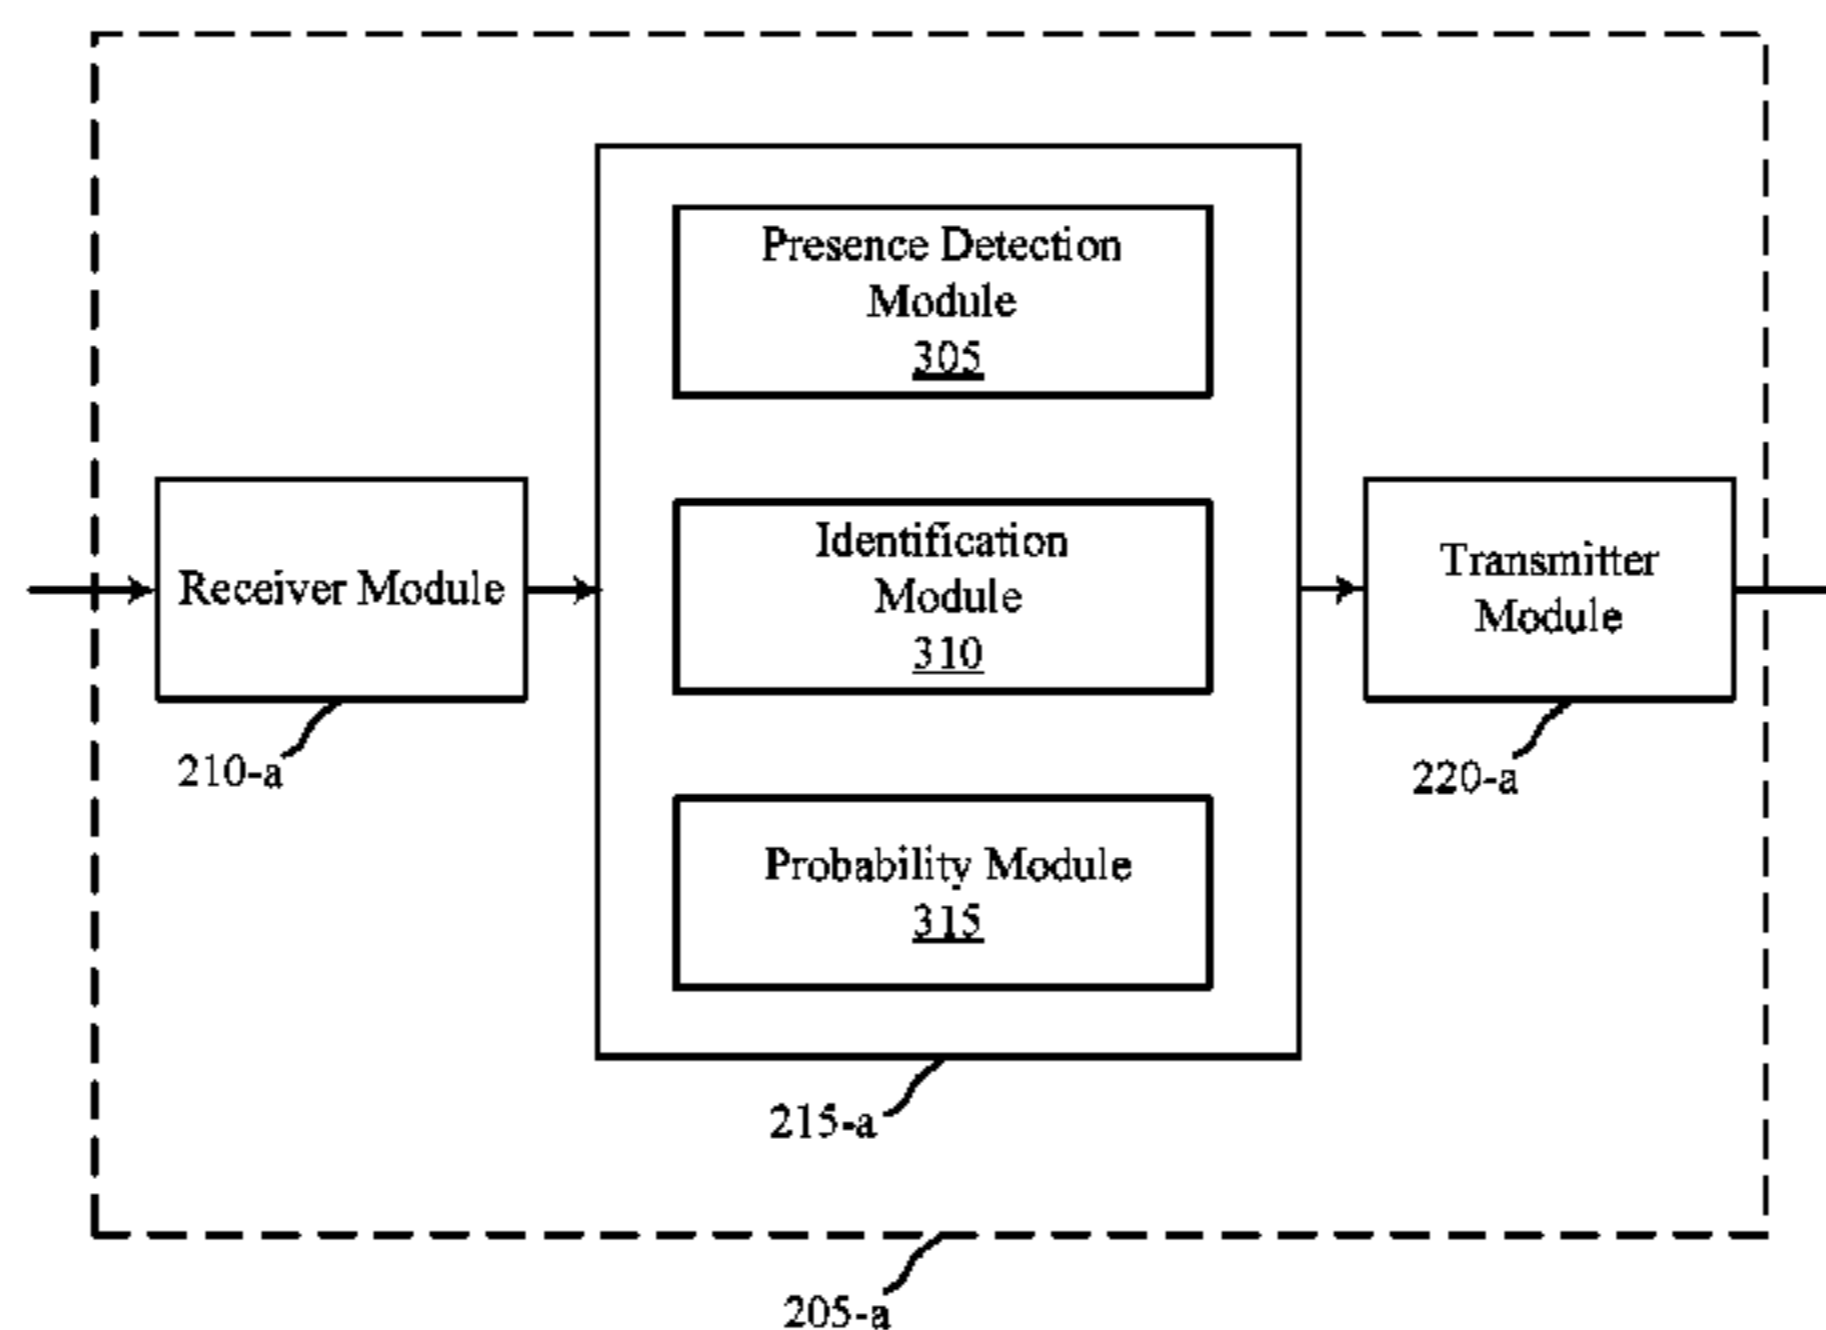 Presence Detection
Module
305
Receiver Module
Identification
Module
310
Transmitter
Module
210-a
220-a
Probability Module
315
215-a
205-a